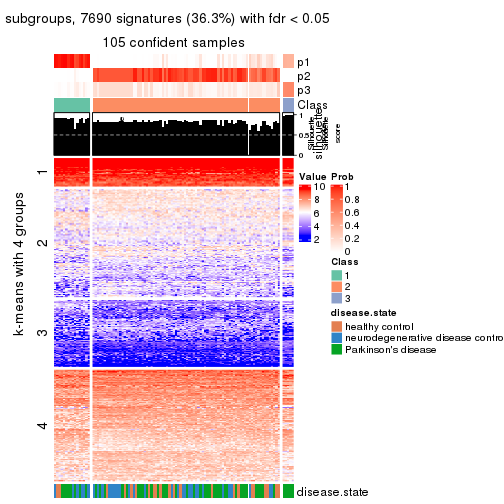 subgroups, 7690 signatures (36.3%) with fdr < 0.05
105 confident samples
p1
p2
p3
Class
1
0.5
0
silhouette
Silhouette
score
k-means with 4 groups
1
2
3
4
Value
10
8
6
4
2
Prob
1
0.8
0.6
0.4
0.2
0
Class
1
2
3
disease.state
healthy control
neurodegenerative disease contro
Parkinson's disease
disease.state